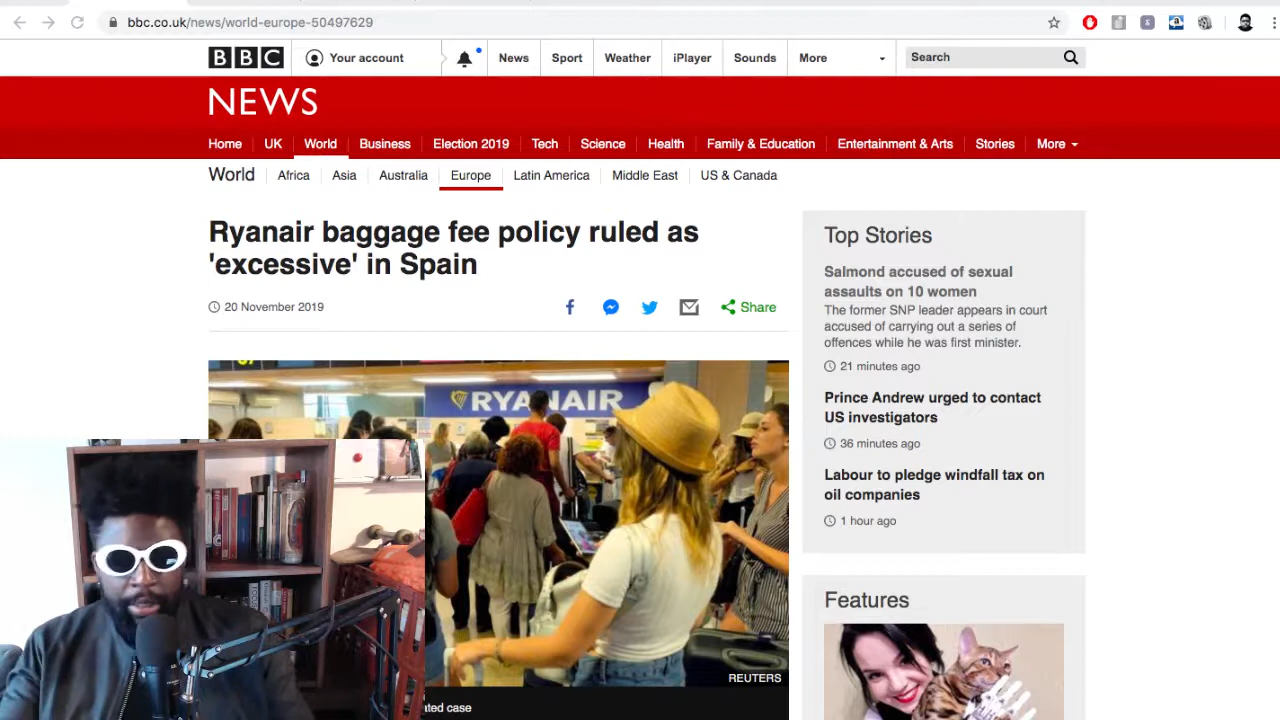 bbc.co.uk/news/world-europe-50497629
BBC Your account News Sport Weather iPlayer Sounds More Search
NEWS
Home UK World Business Election 2019 Tech Science Health Family & Education Entertainment & Arts Stories More
World Africa Asia Australia Europe Latin America Middle East US & Canada
Ryanair baggage fee policy ruled as
'excessive' in Spain
20 November 2019 Share
RYANAIR
REUTERS
ted case
Top Stories
Salmond accused of sexual
assaults on 10 women
The former SNP leader appears in court
accused of carrying out a series of
offences while he was first minister.
21 minutes ago
Prince Andrew urged to contact
US investigators
36 minutes ago
Labour to pledge windfall tax on
oil companies
1 hour ago
Features